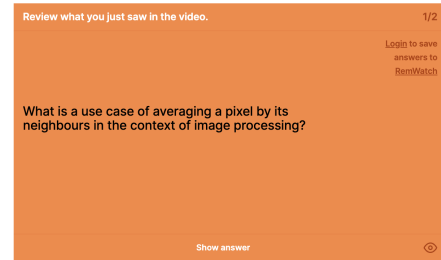 Review what you just saw in the video.
1/2
Login to save
answers to
RemWatch
What is a use case of averaging a pixel by its
neighbours in the context of image processing?
Show answer